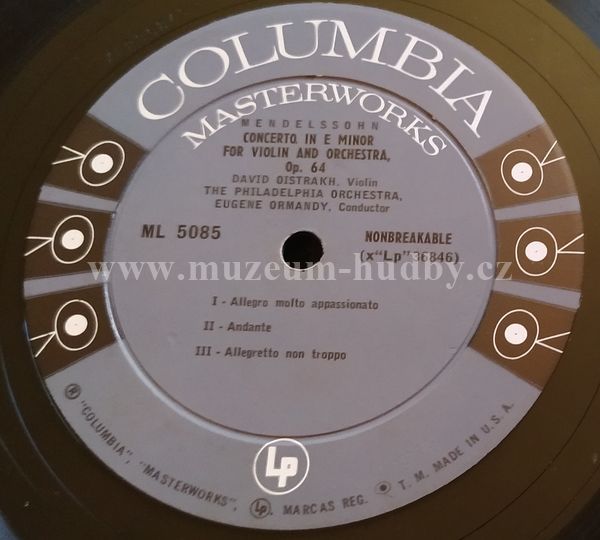 COLUMBIA
MASTERWORKS
MENDELSSOHN
CONCERTO IN E MINOR
FOR VIOLIN AND ORCHESTRA,
Op. 64
DAVID OISTRAKH, Violin
THE PHILADELPHIA ORCHESTRA,
EUGENE ORMANDY, Conductor
ML 5085
NONBREAKABLE
(x"Lp"36846)
www.muzeum-hudby.cz
I - Allegro molto appassionato
II - Andante
III - Allegretto non troppo
Lp
® "COLUMBIA", "MASTERWORKS", Lp, MARCAS REG. ● T. M. MADE IN U. S. A.